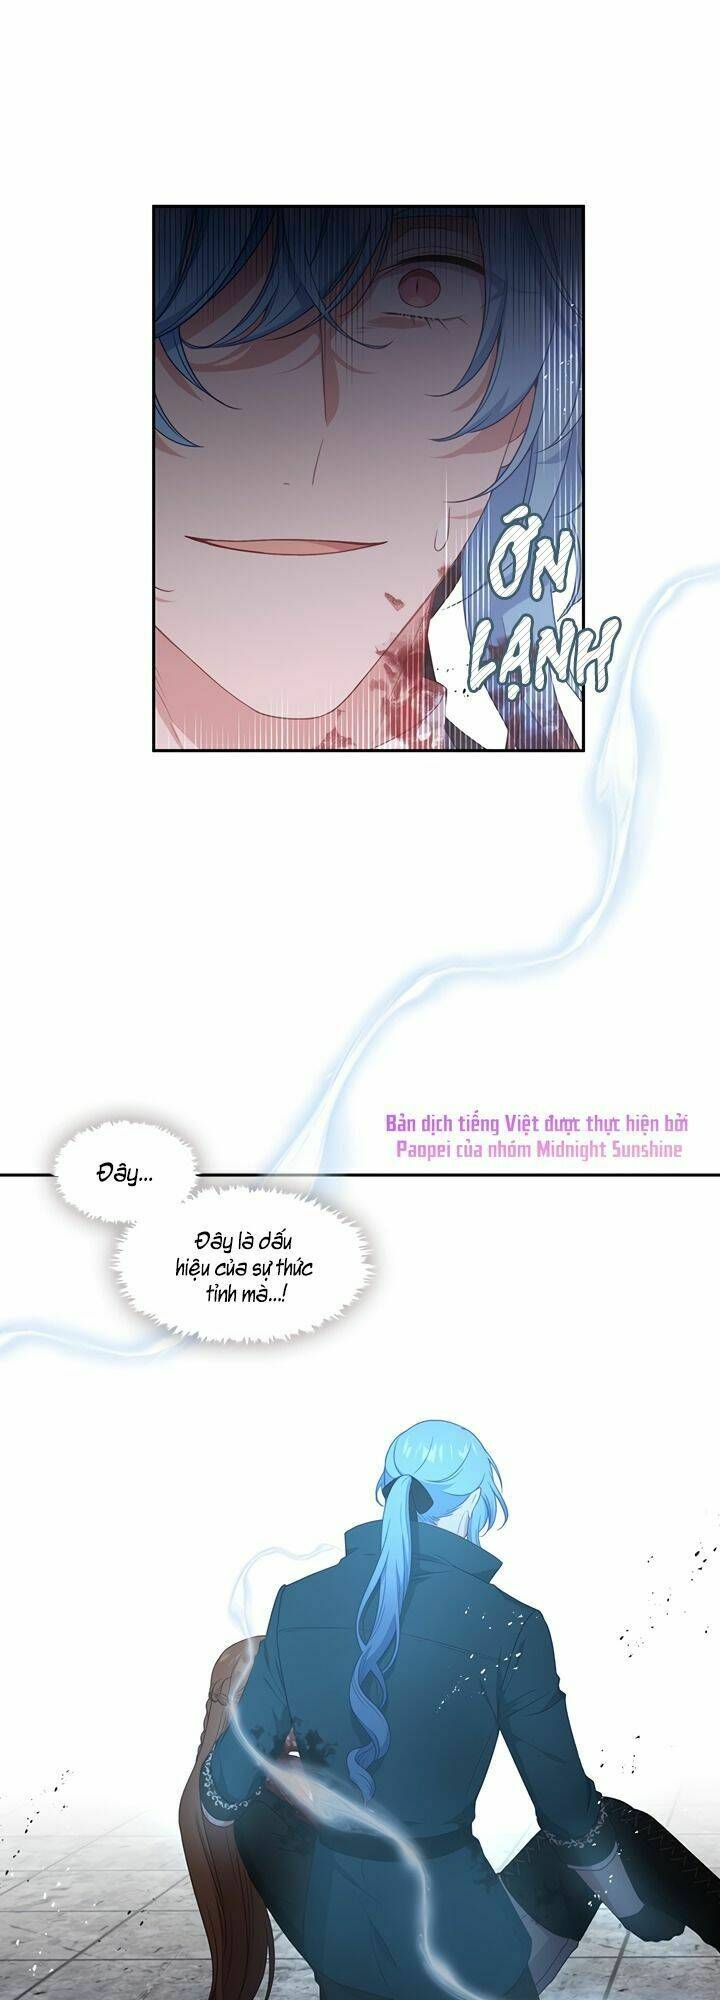 ỚN
LẠNH
Bản dịch tiếng Việt được thực hiện bởi
Paopei của nhóm Midnight Sunshine
Đây...
Đây là dấu
hiệu của sự thức
tỉnh mà...!